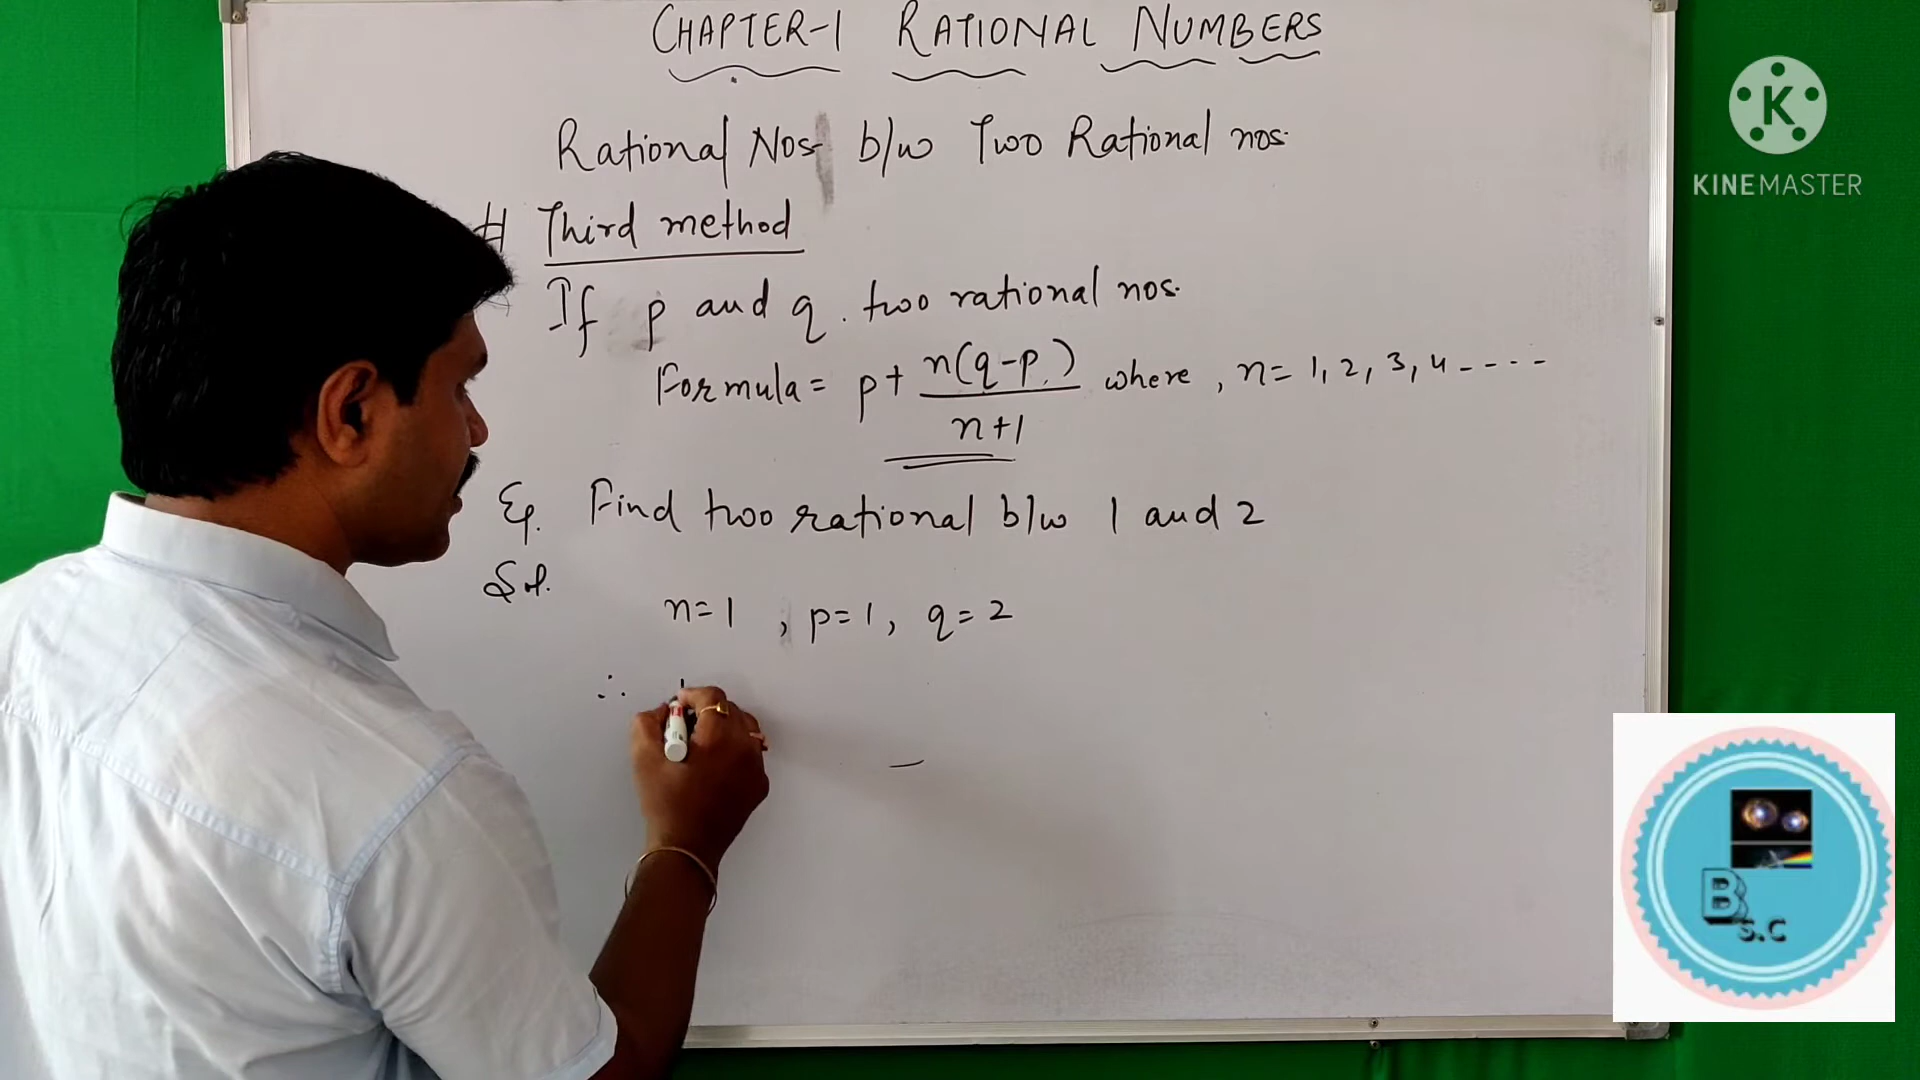 CHAPTER-1 RATIONAL NUMBERS
Rational Nos b/w Two Rational nos.
# Third method
If p and q. two rational nos.
Formula = p + n(q-p.) / n+1 where, n = 1, 2, 3, 4 - - - -
Find two rational b/w 1 and 2
Sol.
n=1 , p=1, q=2
∴
K
KINEMASTER
B
S.C